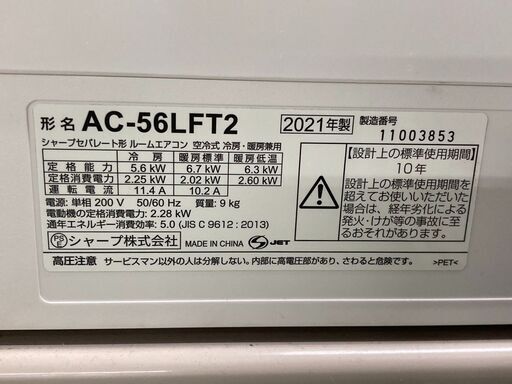 形名 AC-56LFT2 2021年製 製造番号 11003853
シャープセパレート形 ルームエアコン 空冷式 冷房・暖房兼用
冷房 暖房標準 暖房低温
定格能力 5.6 kW 6.7 kW 6.3 kW
定格消費電力 2.25 kW 2.02 kW 2.60 kW
運転電流 11.4 A 10.2 A
電源: 単相 200 V 50/60 Hz 質量: 9 kg
電動機の定格消費電力: 2.28 kW
通年エネルギー消費効率: 5.0 (JIS C 9612 : 2013)
シャープ株式会社 MADE IN CHINA JET
【設計上の標準使用期間】
10 年
設計上の標準使用期間を
超えてお使いいただいた
場合は、経年劣化による
発火・けが等の事故に至
るおそれがあります。
高圧注意 サービスマン以外の人は分解しない。内部に高電圧部があり、さわると危険です。 >PET<